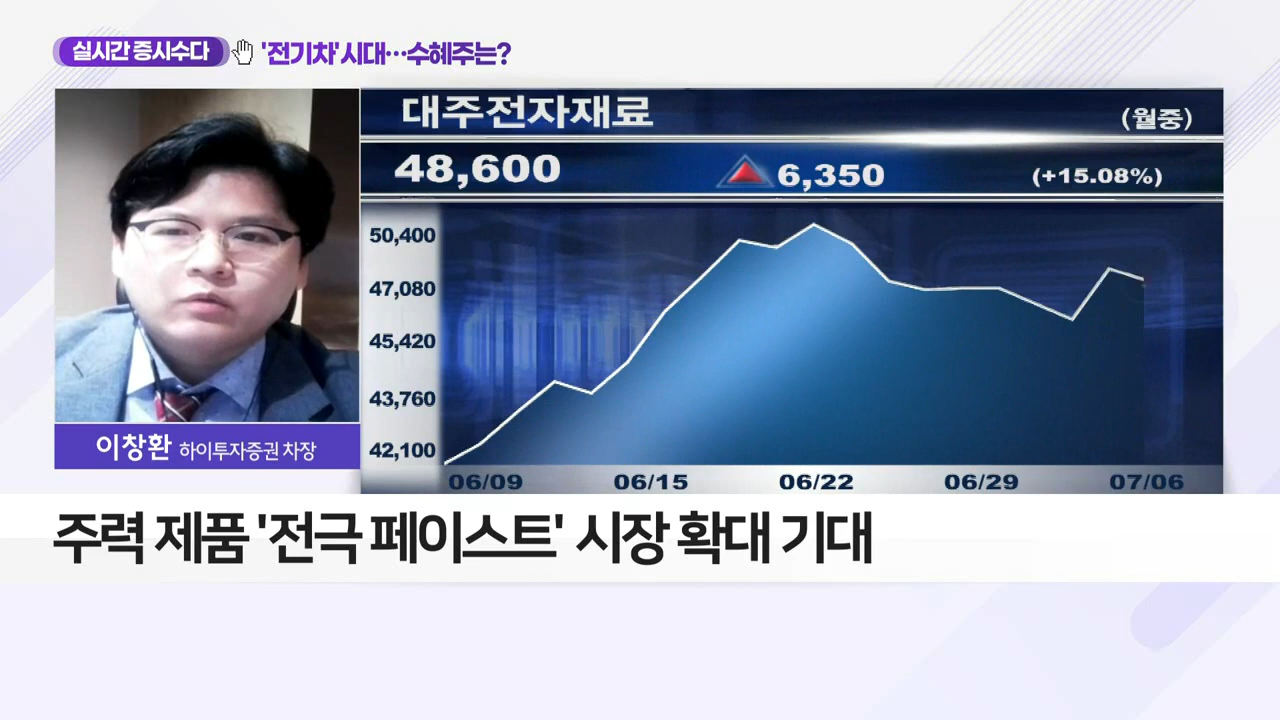 실시간 증시수다 '전기차' 시대…수혜주는?
대주전자재료 (월중)
48,600 6,350 (+15.08%)
50,400
47,080
45,420
43,760
42,100
06/09 06/15 06/22 06/29 07/06
이창환 하이투자증권 차장
주력 제품 '전극 페이스트' 시장 확대 기대